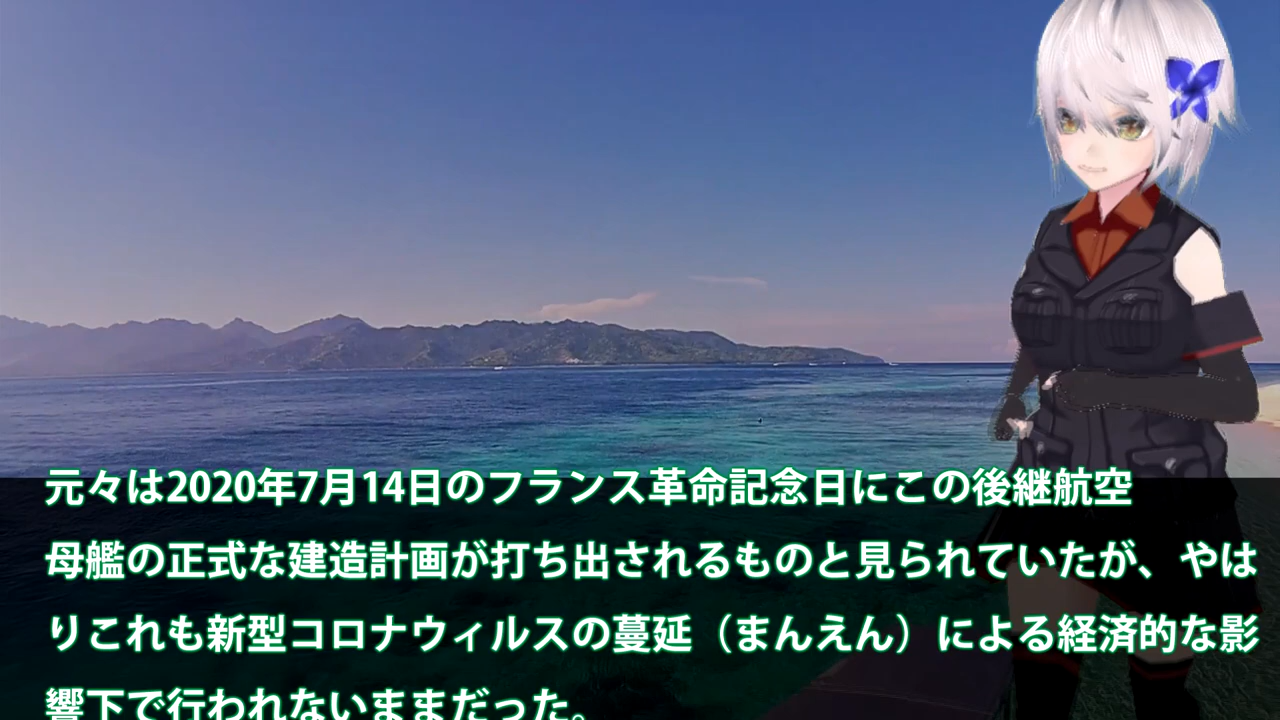 元々は2020年7月14日のフランス革命記念日にこの後継航空
母艦の正式な建造計画が打ち出されるものと見られていたが、やは
りこれも新型コロナウィルスの蔓延（まんえん）による経済的な影
響下で行われないままだった。